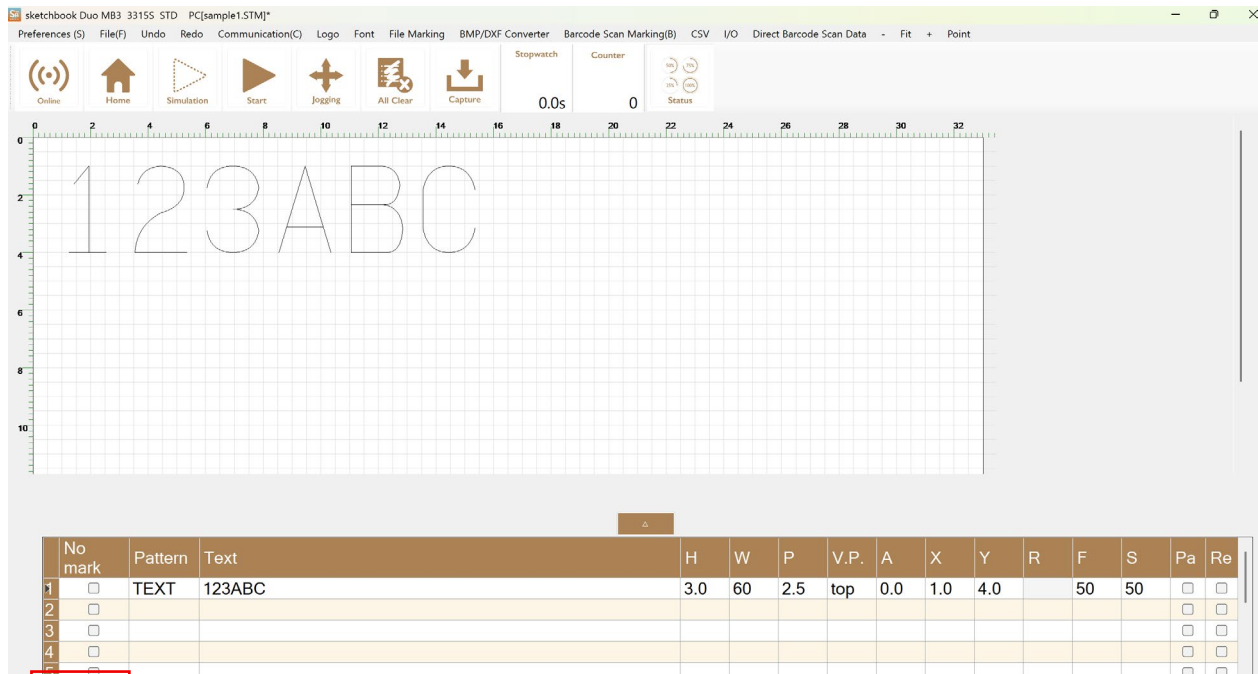 sketchbook Duo MB3 3315S STD PC[sample1.STM]*
Preferences (S) File(F) Undo Redo Communication(C) Logo Font File Marking BMP/DXF Converter Barcode Scan Marking(B) CSV I/O Direct Barcode Scan Data - Fit + Point
Stopwatch Counter
50% 75%
25% 100%
Online Home Simulation Start Jogging All Clear Capture 0.0s 0 Status
0 2 4 6 8 10 12 14 16 18 20 22 24 26 28 30 32
0
2
4
6
8
10
123ABC
No mark Pattern Text H W P V.P. A X Y R F S Pa Re
1 TEXT 123ABC 3.0 60 2.5 top 0.0 1.0 4.0 50 50
2
3
4